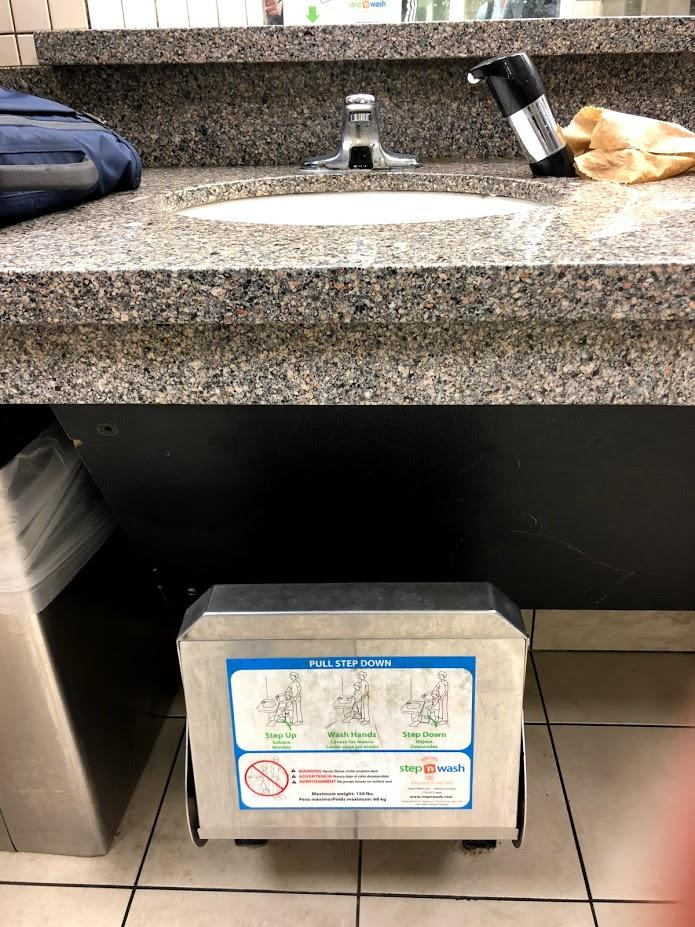 step n wash
PULL STEP DOWN
Step Up
Súbase
Montez
Wash Hands
Lávese las manos
Lavez-vous les mains
Step Down
Bájese
Descendez
WARNING Never leave child unattended
ADVERTENCIA Nunca deje al niño desatendido
AVERTISSEMENT Ne jamais laisser un enfant seul
Maximum weight: 150 lbs
Peso máximo/Poids maximum: 68 kg
step n wash
www.stepnwash.com